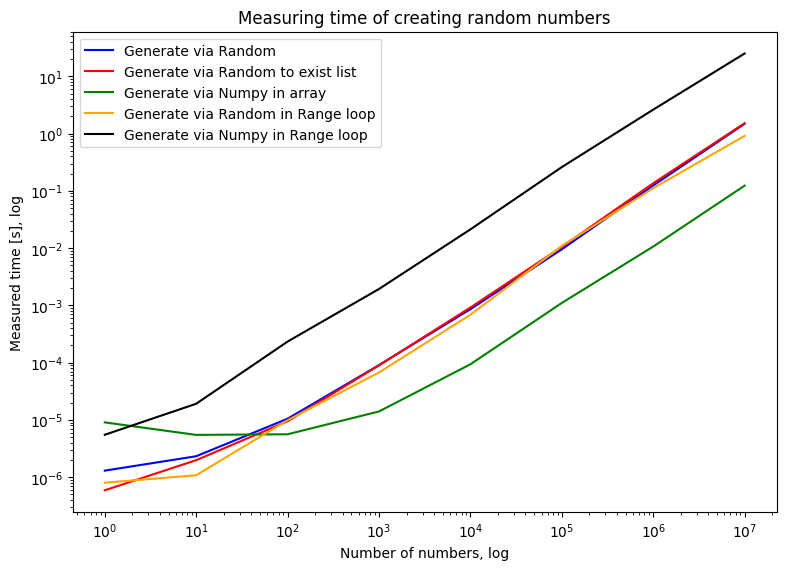 Measuring time of creating random numbers
Generate via Random
Generate via Random to exist list
Generate via Numpy in array
Generate via Random in Range loop
Generate via Numpy in Range loop
Measured time [s], log
10¹
10⁰
10⁻¹
10⁻²
10⁻³
10⁻⁴
10⁻⁵
10⁻⁶
10⁰ 10¹ 10² 10³ 10⁴ 10⁵ 10⁶ 10⁷
Number of numbers, log